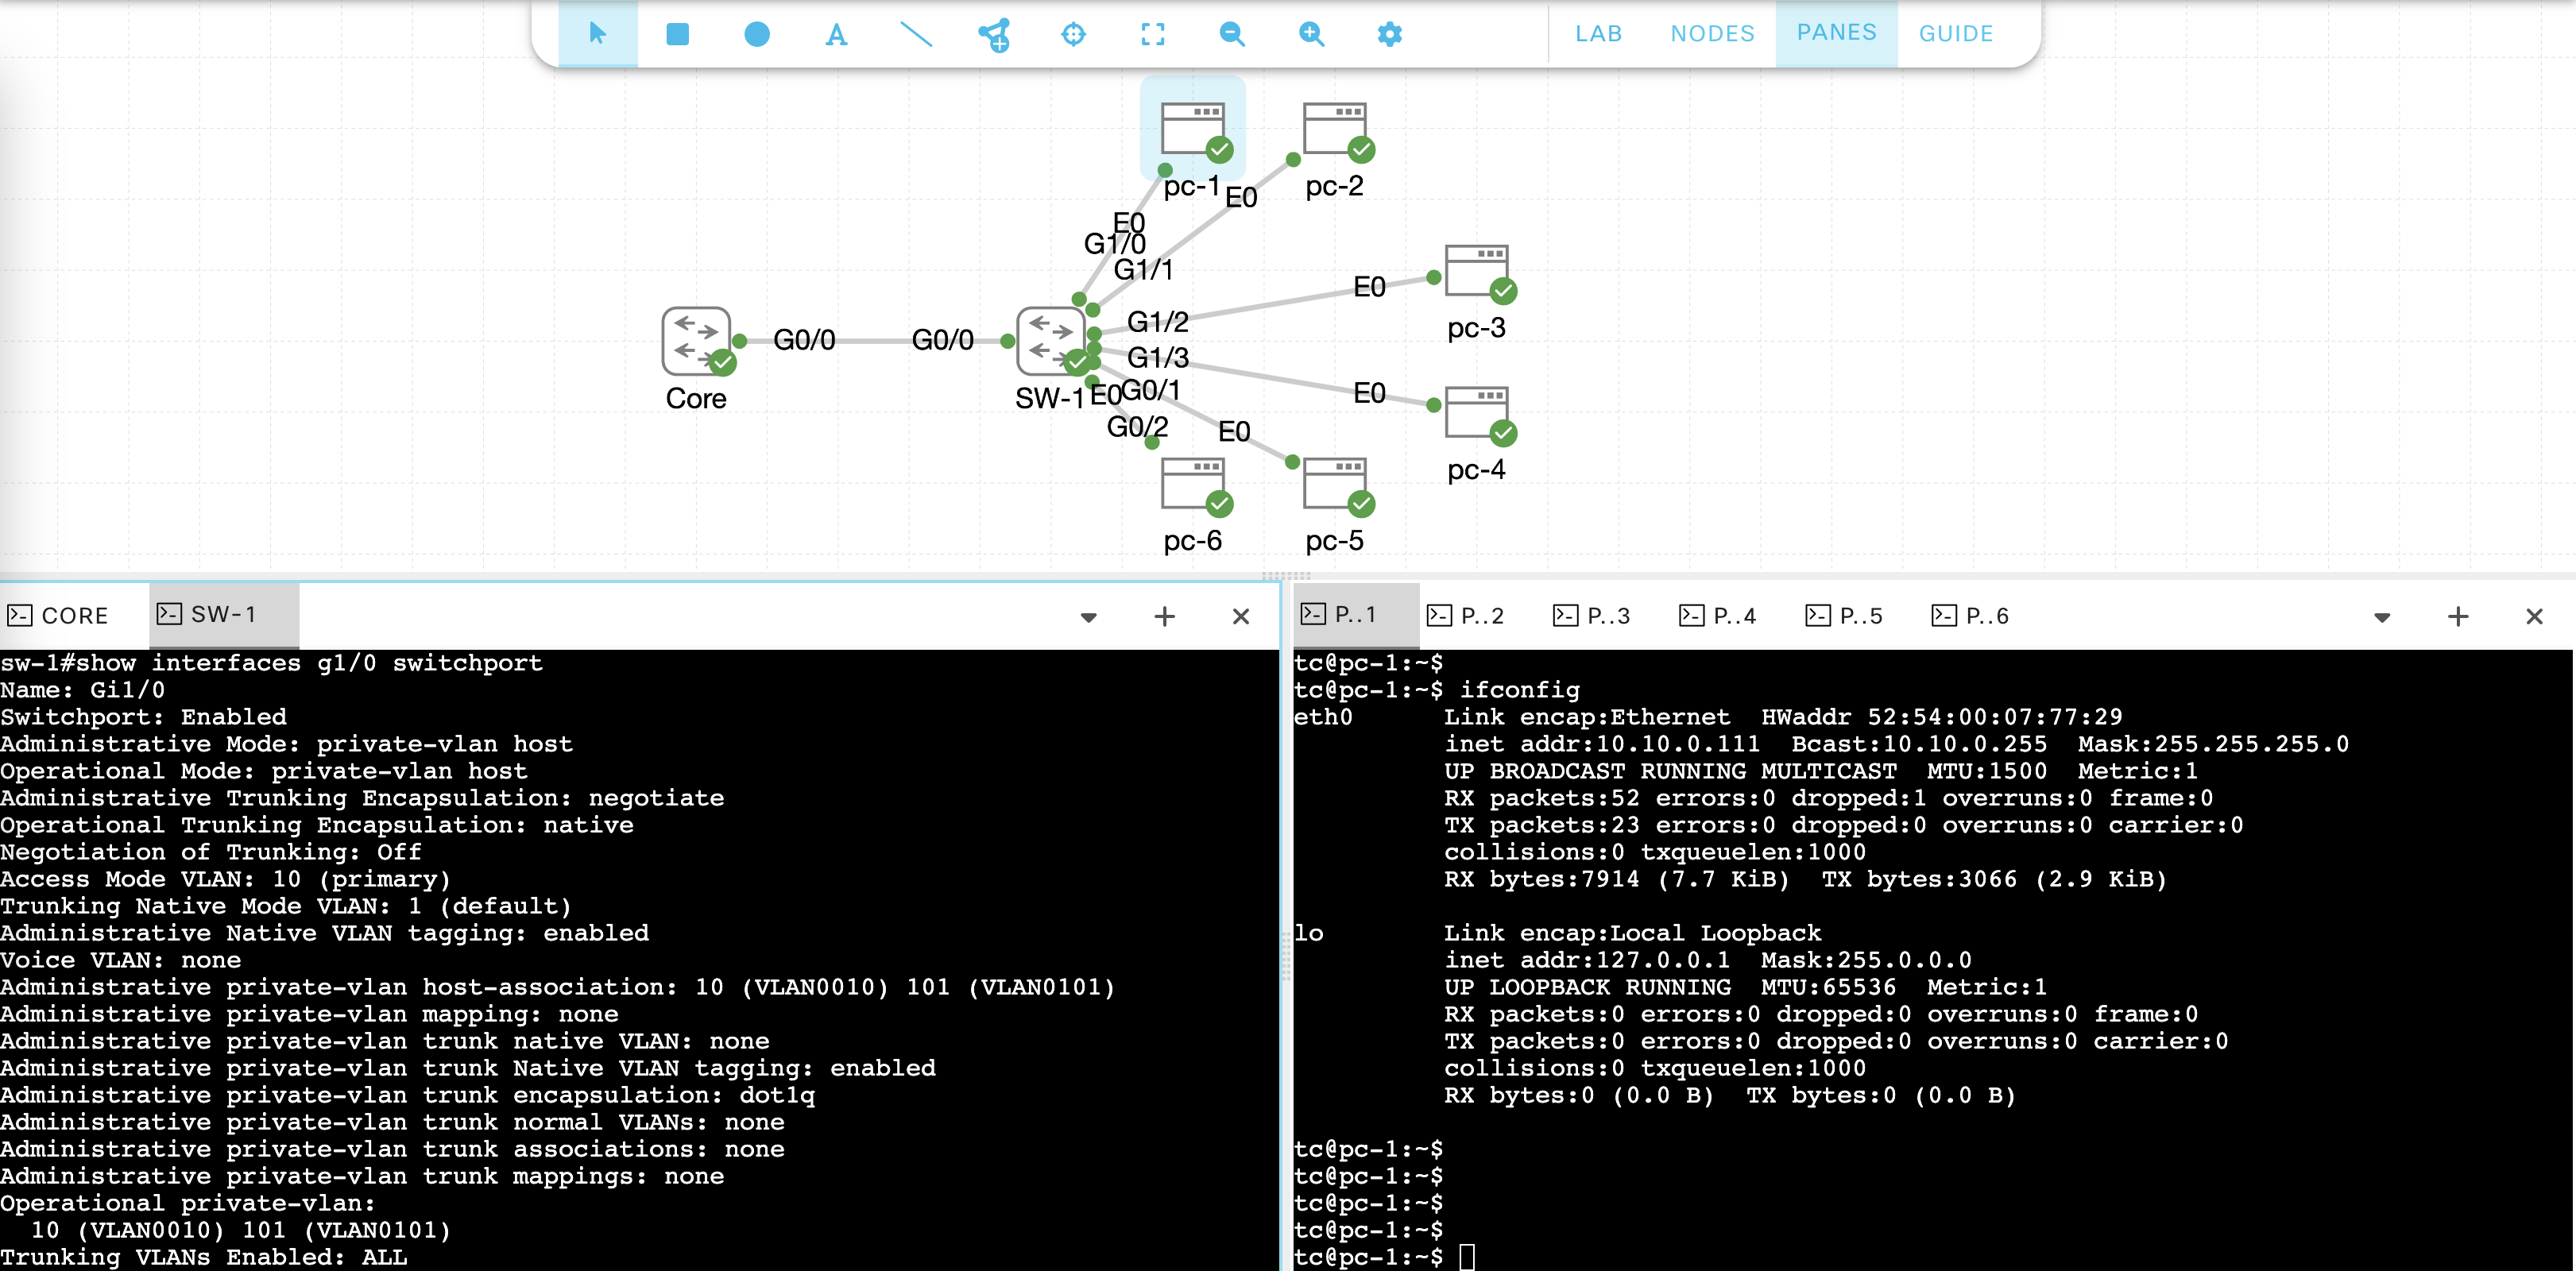 A
LAB NODES PANES GUIDE
pc-1
pc-2
E0
E0
G1/0
G1/1
E0
G1/2
pc-3
G0/0
G0/0
G1/3
Core
SW-1
E0
G0/1
E0
G0/2
E0
pc-4
pc-6
pc-5
CORE
SW-1
sw-1#show interfaces g1/0 switchport
Name: Gi1/0
Switchport: Enabled
Administrative Mode: private-vlan host
Operational Mode: private-vlan host
Administrative Trunking Encapsulation: negotiate
Operational Trunking Encapsulation: native
Negotiation of Trunking: Off
Access Mode VLAN: 10 (primary)
Trunking Native Mode VLAN: 1 (default)
Administrative Native VLAN tagging: enabled
Voice VLAN: none
Administrative private-vlan host-association: 10 (VLAN0010) 101 (VLAN0101)
Administrative private-vlan mapping: none
Administrative private-vlan trunk native VLAN: none
Administrative private-vlan trunk Native VLAN tagging: enabled
Administrative private-vlan trunk encapsulation: dot1q
Administrative private-vlan trunk normal VLANs: none
Administrative private-vlan trunk associations: none
Administrative private-vlan trunk mappings: none
Operational private-vlan:
10 (VLAN0010) 101 (VLAN0101)
Trunking VLANs Enabled: ALL
P..1
P..2
P..3
P..4
P..5
P..6
tc@pc-1:~$
tc@pc-1:~$ ifconfig
eth0 Link encap:Ethernet HWaddr 52:54:00:07:77:29
inet addr:10.10.0.111 Bcast:10.10.0.255 Mask:255.255.255.0
UP BROADCAST RUNNING MULTICAST MTU:1500 Metric:1
RX packets:52 errors:0 dropped:1 overruns:0 frame:0
TX packets:23 errors:0 dropped:0 overruns:0 carrier:0
collisions:0 txqueuelen:1000
RX bytes:7914 (7.7 KiB) TX bytes:3066 (2.9 KiB)
lo Link encap:Local Loopback
inet addr:127.0.0.1 Mask:255.0.0.0
UP LOOPBACK RUNNING MTU:65536 Metric:1
RX packets:0 errors:0 dropped:0 overruns:0 frame:0
TX packets:0 errors:0 dropped:0 overruns:0 carrier:0
collisions:0 txqueuelen:1000
RX bytes:0 (0.0 B) TX bytes:0 (0.0 B)
tc@pc-1:~$
tc@pc-1:~$
tc@pc-1:~$
tc@pc-1:~$
tc@pc-1:~$